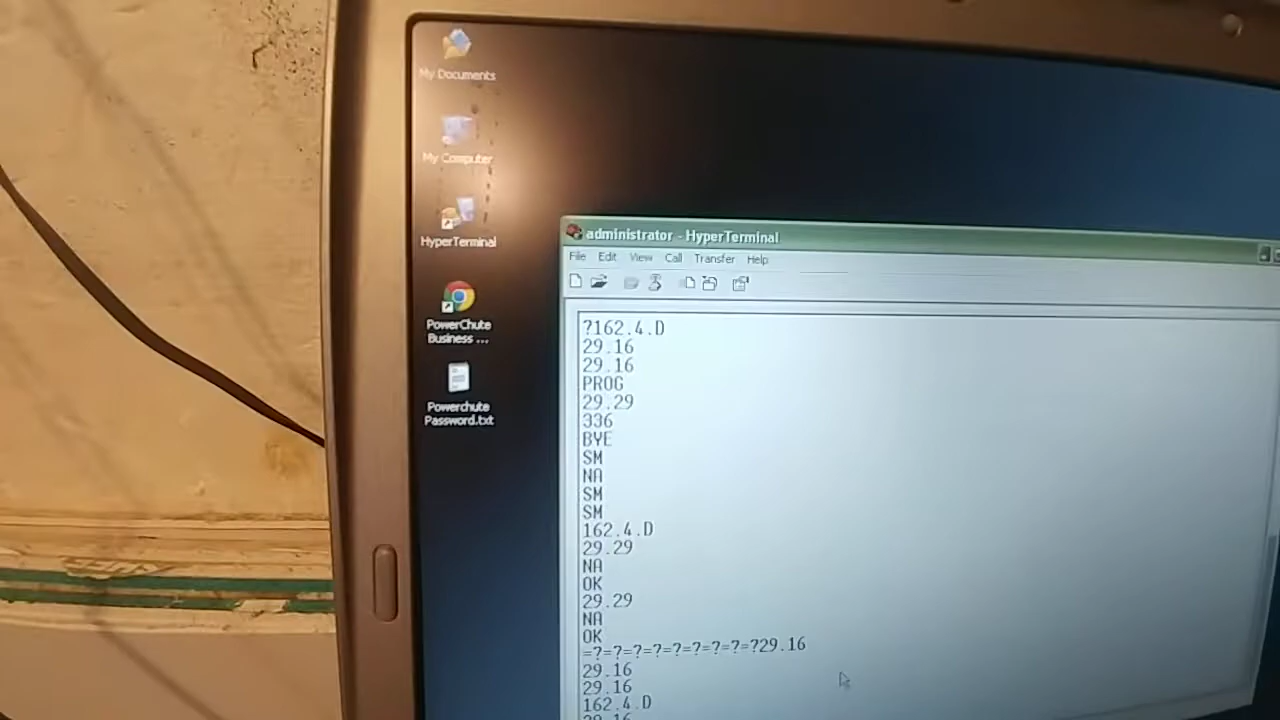 My Documents
My Computer
HyperTerminal
PowerChute
Business ...
Powerchute
Password.txt
administrator - HyperTerminal
File Edit View Call Transfer Help
?162.4.D
29.16
29.16
PROG
29.29
336
BYE
SM
NA
SM
SM
162.4.D
29.29
NA
OK
29.29
NA
OK
=?=?=?=?=?=?=?=?=?29.16
29.16
29.16
162.4.D
29.16